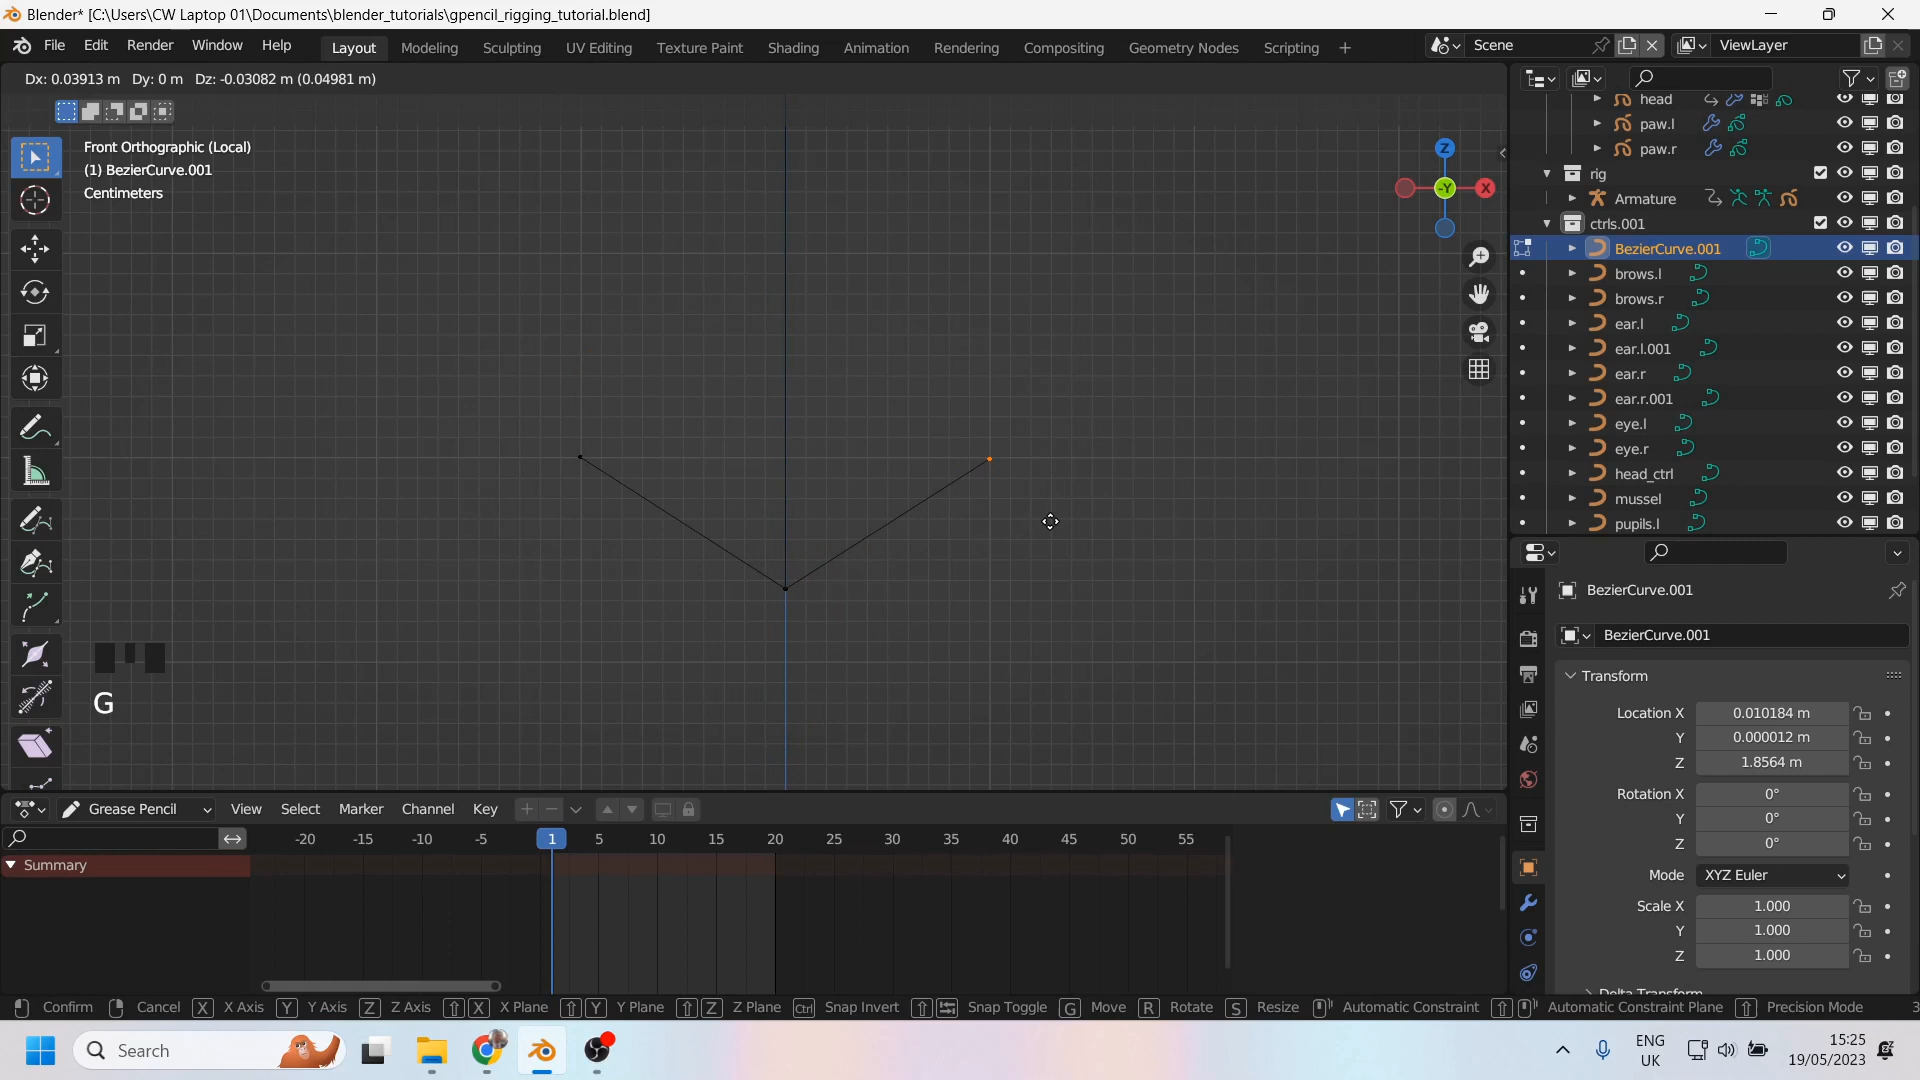 Blender* [C:\Users\CW Laptop 01\Documents\blender_tutorials\gpencil_rigging_tutorial.blend]
File Edit Render Window Help Layout Modeling Sculpting UV Editing Texture Paint Shading Animation Rendering Compositing Geometry Nodes Scripting + Scene ViewLayer
Dx: 0.03913 m Dy: 0 m Dz: -0.03082 m (0.04981 m)
Front Orthographic (Local)
(1) BezierCurve.001
Centimeters
Z
-Y
X
G
head
paw.l
paw.r
rig
Armature
ctrls.001
BezierCurve.001
brows.l
brows.r
ear.l
ear.l.001
ear.r
ear.r.001
eye.l
eye.r
head_ctrl
mussel
pupils.l
BezierCurve.001
BezierCurve.001
Transform
Location X 0.010184 m
Y 0.000012 m
Z 1.8564 m
Rotation X 0°
Y 0°
Z 0°
Mode XYZ Euler
Scale X 1.000
Y 1.000
Z 1.000
Delta Transform
Grease Pencil View Select Marker Channel Key
-20 -15 -10 -5 1 5 10 15 20 25 30 35 40 45 50 55
Summary
Confirm Cancel X X Axis Y Y Axis Z Z Axis X X Plane Y Y Plane Z Z Plane Ctrl Snap Invert Snap Toggle G Move R Rotate S Resize Automatic Constraint Automatic Constraint Plane Precision Mode
Search
ENG
UK
15:25
19/05/2023